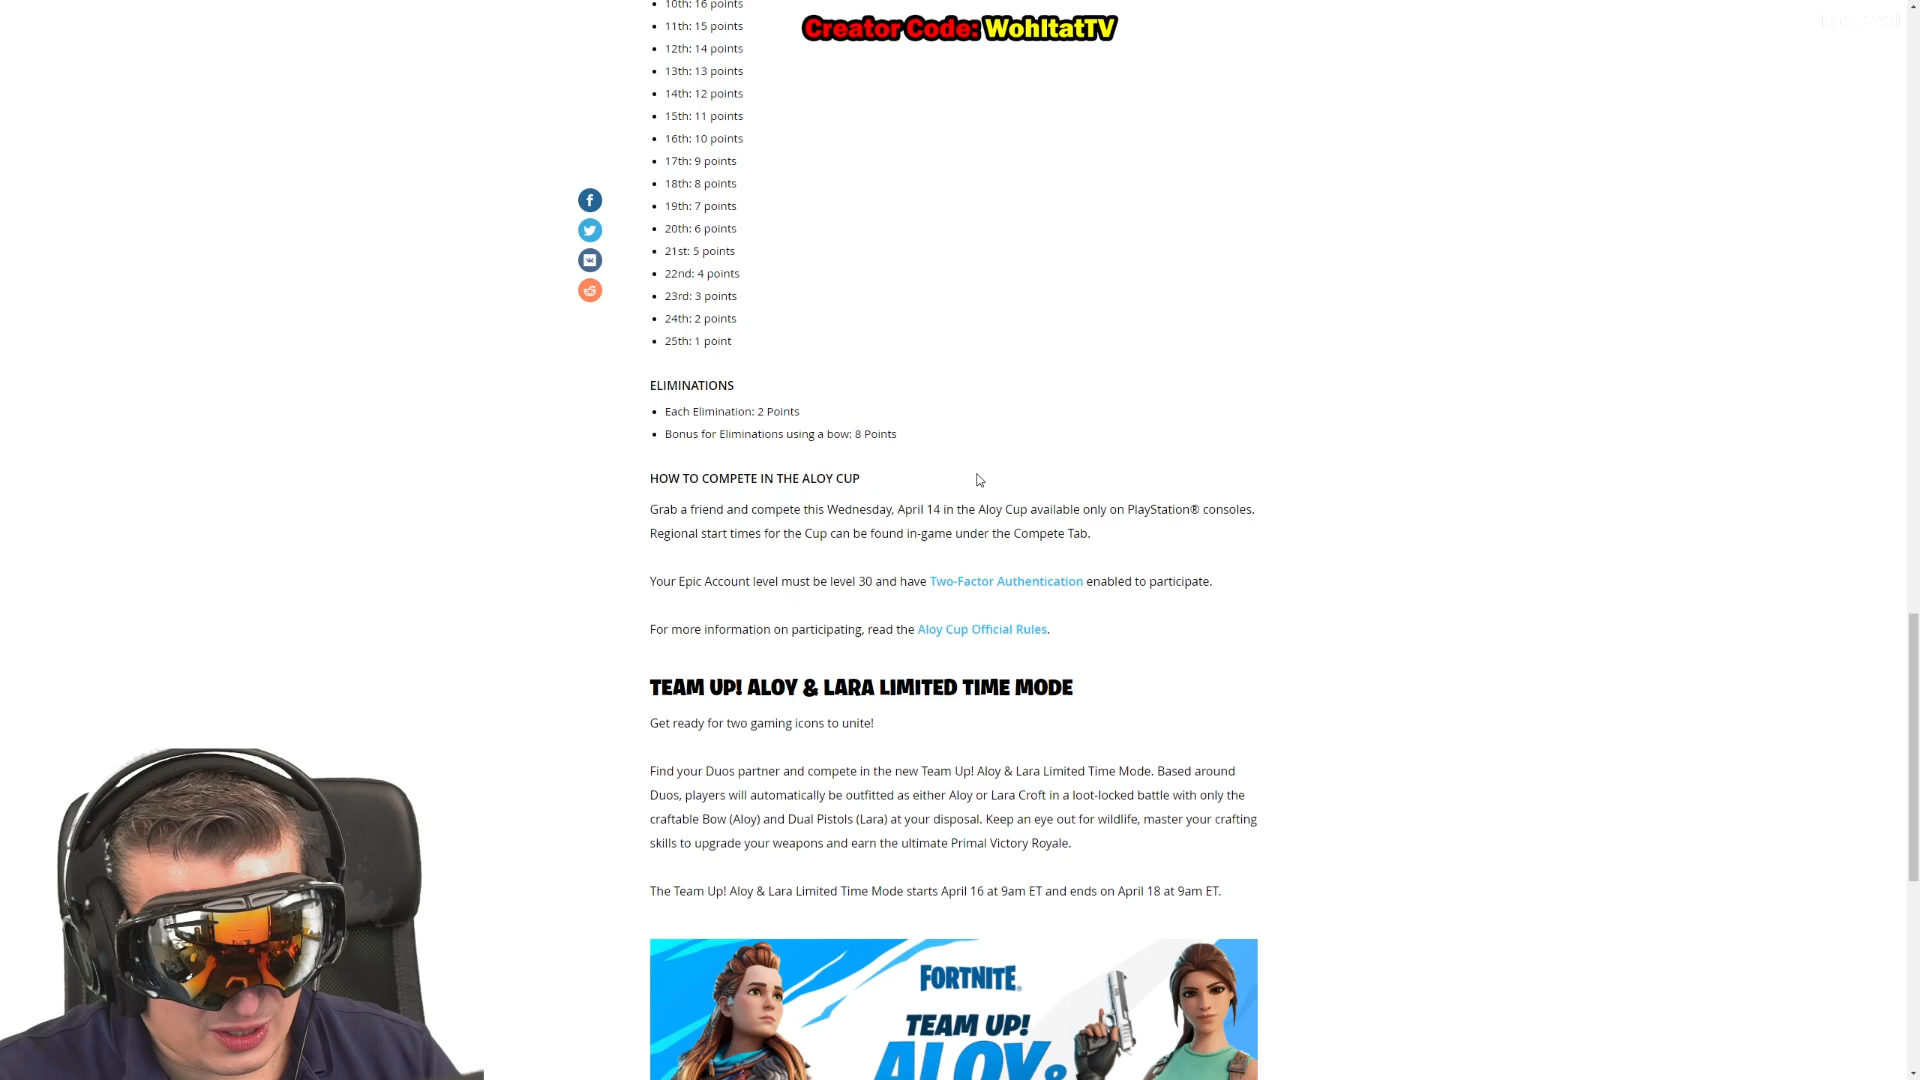 10th: 16 points
Creator Code: WohltatTV
11th: 15 points
12th: 14 points
13th: 13 points
14th: 12 points
15th: 11 points
16th: 10 points
17th: 9 points
18th: 8 points
19th: 7 points
20th: 6 points
21st: 5 points
22nd: 4 points
23rd: 3 points
24th: 2 points
25th: 1 point
ELIMINATIONS
Each Elimination: 2 Points
Bonus for Eliminations using a bow: 8 Points
HOW TO COMPETE IN THE ALOY CUP
Grab a friend and compete this Wednesday, April 14 in the Aloy Cup available only on PlayStation® consoles.
Regional start times for the Cup can be found in-game under the Compete Tab.
Your Epic Account level must be level 30 and have Two-Factor Authentication enabled to participate.
For more information on participating, read the Aloy Cup Official Rules.
TEAM UP! ALOY & LARA LIMITED TIME MODE
Get ready for two gaming icons to unite!
Find your Duos partner and compete in the new Team Up! Aloy & Lara Limited Time Mode. Based around
Duos, players will automatically be outfitted as either Aloy or Lara Croft in a loot-locked battle with only the
craftable Bow (Aloy) and Dual Pistols (Lara) at your disposal. Keep an eye out for wildlife, master your crafting
skills to upgrade your weapons and earn the ultimate Primal Victory Royale.
The Team Up! Aloy & Lara Limited Time Mode starts April 16 at 9am ET and ends on April 18 at 9am ET.
FORTNITE
TEAM UP!
ALOY &